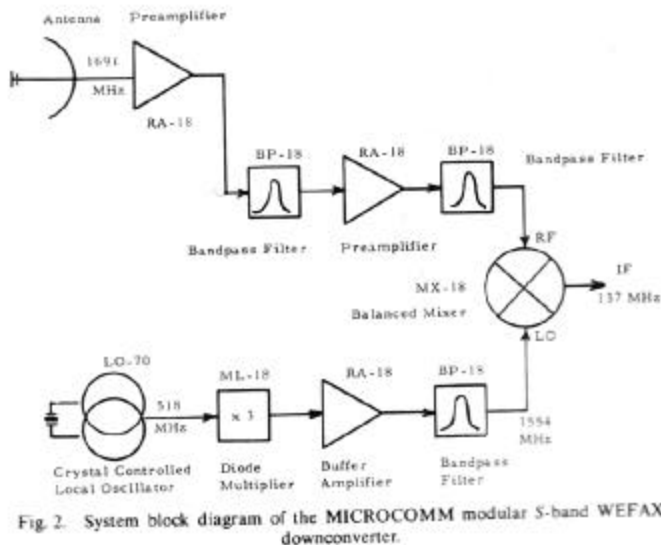 Antenna Preamplifier
1691
MHz
RA-18
BP-18 RA-18 BP-18
Bandpass Filter
Bandpass Filter Preamplifier
RF
MX-18
Balanced Mixer
IF
137 MHz
LO
LO-70
ML-18 RA-18 BP-18
518
MHz
x 3
1554
MHz
Crystal Controlled
Local Oscillator
Diode
Multiplier
Buffer
Amplifier
Bandpass
Filter
Fig. 2. System block diagram of the MICROCOMM modular S-band WEFAX
downconverter.